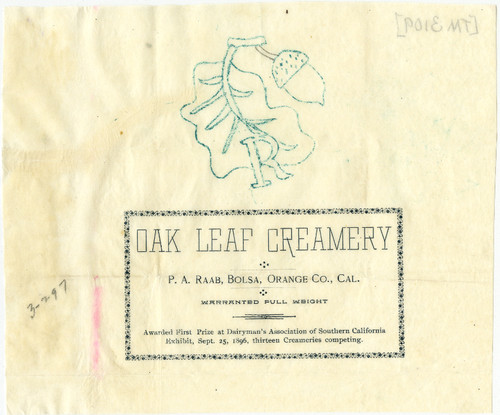 [TM 3109]
R
OAK LEAF CREAMERY
P. A. RAAB, BOLSA, ORANGE CO., CAL.
WARRANTED FULL WEIGHT
3-2-97
Awarded First Prize at Dairyman's Association of Southern California
Exhibit, Sept. 25, 1896, thirteen Creameries competing.